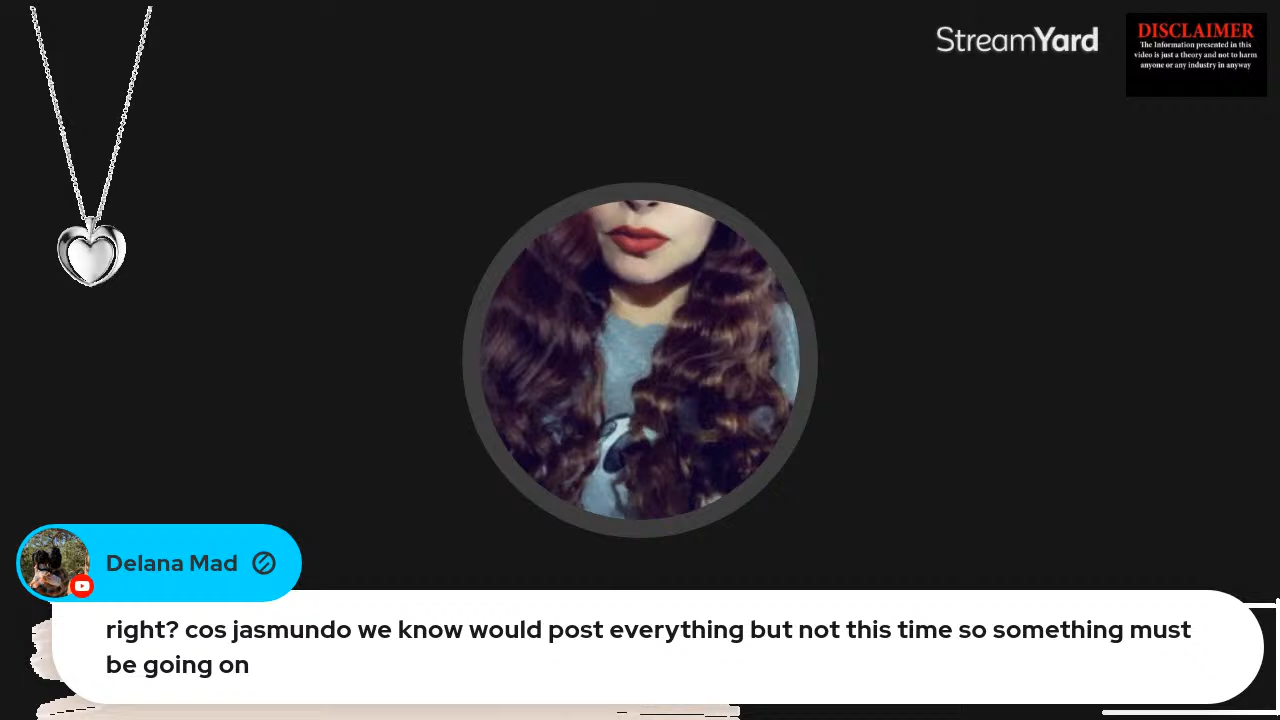 StreamYard
DISCLAIMER
The Information presented in this
video is just a theory and not to harm
anyone or any industry in anyway
Delana Mad
right? cos jasmundo we know would post everything but not this time so something must
be going on